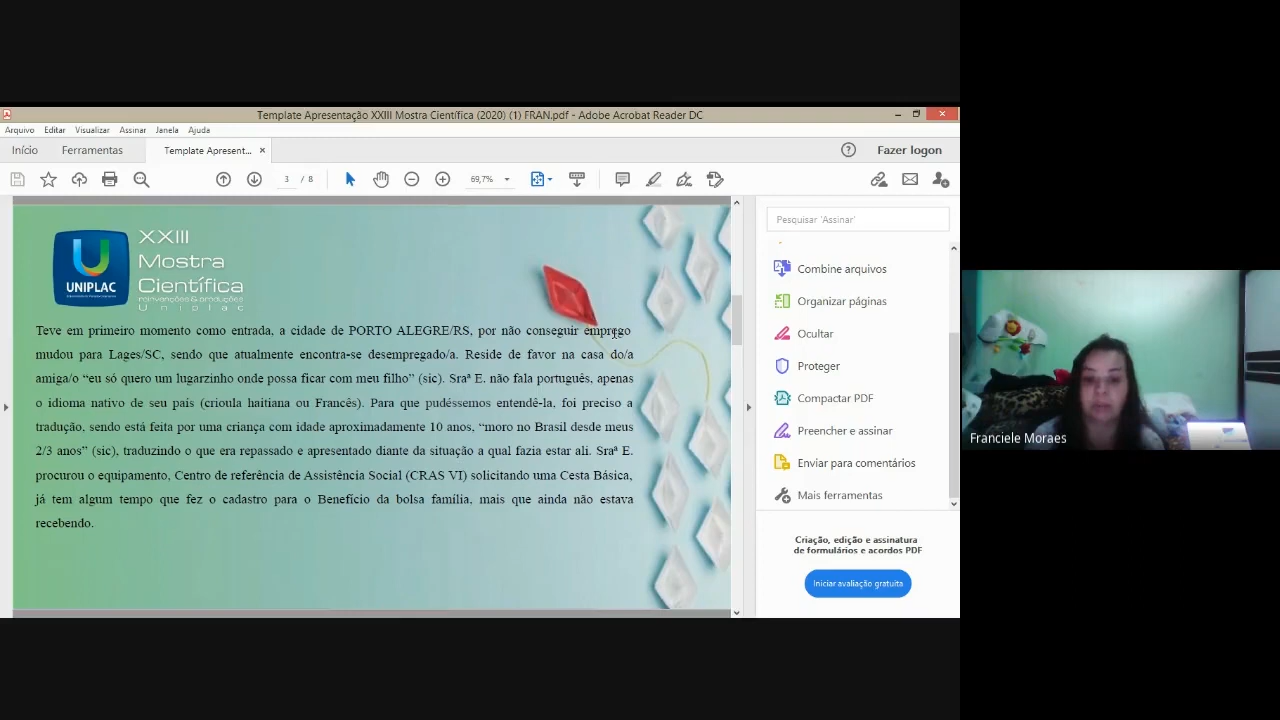 Template Apresentação XXIII Mostra Científica (2020) (1) FRAN.pdf - Adobe Acrobat Reader DC
Arquivo Editar Visualizar Assinar Janela Ajuda
Início Ferramentas Template Apresent... × Fazer logon
3 / 8 69,7%
Pesquisar 'Assinar'
Combine arquivos
Organizar páginas
Ocultar
Proteger
Compactar PDF
Preencher e assinar
Enviar para comentários
Mais ferramentas
Criação, edição e assinatura
de formulários e acordos PDF
Iniciar avaliação gratuita
UNIPLAC
XXIII
Mostra
Científica
reinvenções & produções
Uniplac
Teve em primeiro momento como entrada, a cidade de PORTO ALEGRE/RS, por não conseguir emprego
mudou para Lages/SC, sendo que atualmente encontra-se desempregado/a. Reside de favor na casa do/a
amiga/o “eu só quero um lugarzinho onde possa ficar com meu filho” (sic). Sraª E. não fala português, apenas
o idioma nativo de seu país (crioula haitiana ou Francês). Para que pudéssemos entendê-la, foi preciso a
tradução, sendo está feita por uma criança com idade aproximadamente 10 anos, “moro no Brasil desde meus
2/3 anos” (sic), traduzindo o que era repassado e apresentado diante da situação a qual fazia estar ali. Sraª E.
procurou o equipamento, Centro de referência de Assistência Social (CRAS VI) solicitando uma Cesta Básica,
já tem algum tempo que fez o cadastro para o Benefício da bolsa família, mais que ainda não estava
recebendo.
Franciele Moraes